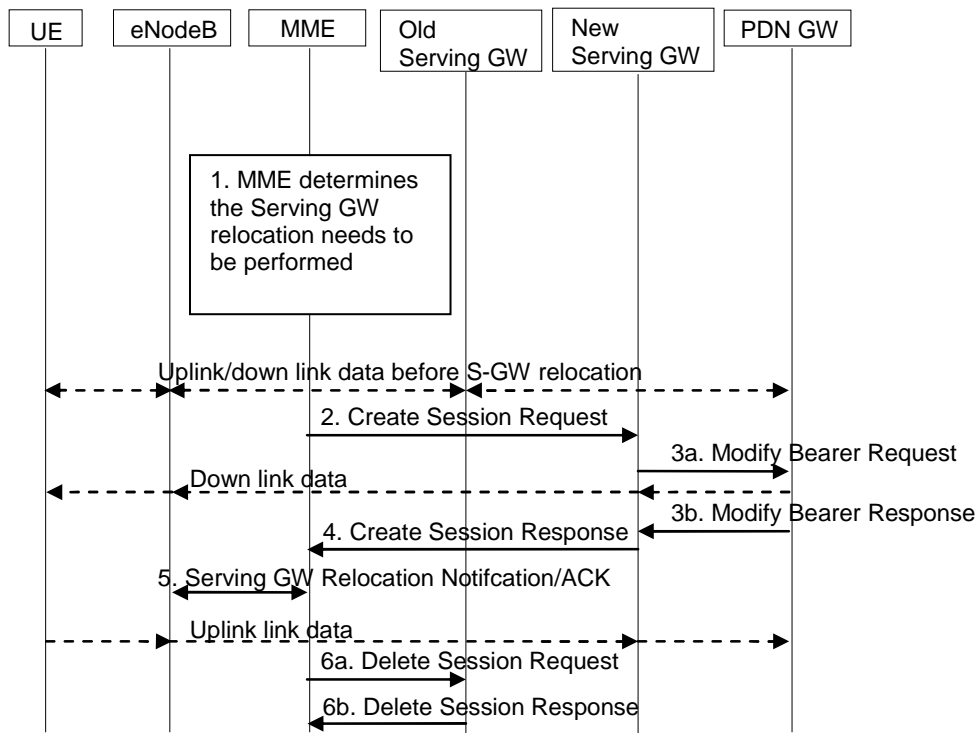 UE
eNodeB
MME
Old
Serving GW
New
Serving GW
PDN GW
1. MME determines
the Serving GW
relocation needs to
be performed
Uplink/down link data before S-GW relocation
2. Create Session Request
3a. Modify Bearer Request
Down link data
3b. Modify Bearer Response
4. Create Session Response
5. Serving GW Relocation Notifcation/ACK
Uplink link data
6a. Delete Session Request
6b. Delete Session Response